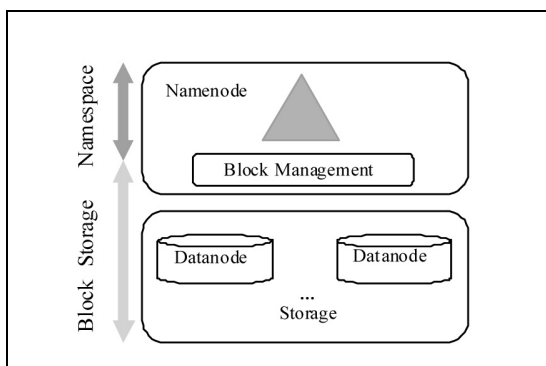 Namespace
Namenode
Block Management
Block Storage
Datanode
Datanode
...
Storage